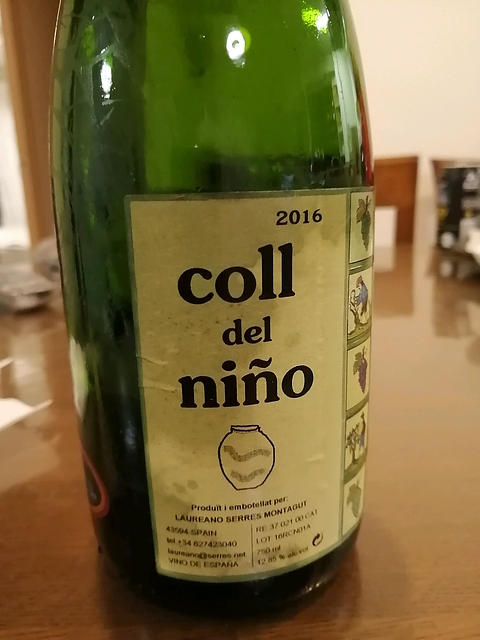 2016
coll
del
niño
Produït i embotellat per:
LAUREANO SERRES MONTAGUT
43594-SPAIN
tel +34 627423040
laureano@serres.net
VINO DE ESPAÑA
RE 37 021 00 CAT
LOT 16RCN01A
750 ml
12,85 % alc.vol